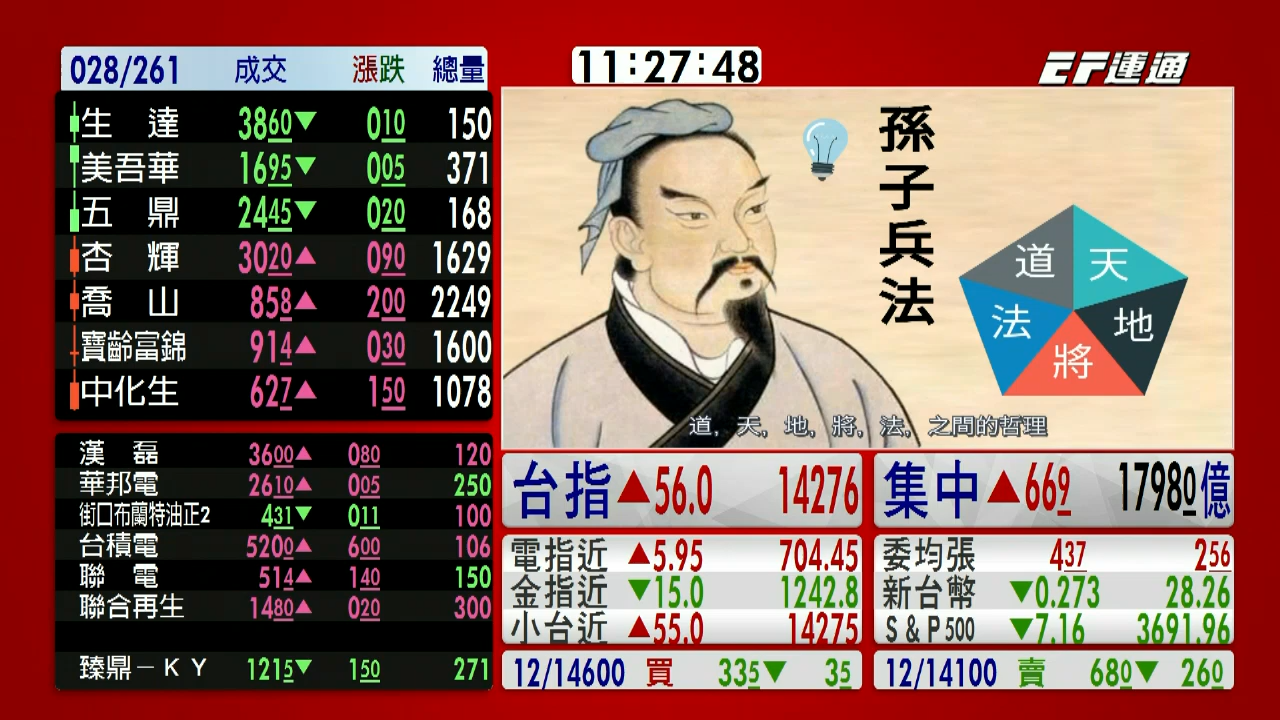 028/261 成交 漲跌 總量
11:27:48
EF運通
生達 3860▼ 010 150
美吾華 1695▼ 005 371
五鼎 2445▼ 020 168
杏輝 3020▲ 090 1629
喬山 858▲ 200 2249
寶齡富錦 914▲ 030 1600
中化生 627▲ 150 1078
漢磊 3600▲ 080 120
華邦電 2610▲ 005 250
街口布蘭特油正2 431▼ 011 100
台積電 5200▲ 600 106
聯電 514▲ 140 150
聯合再生 1480▲ 020 300
臻鼎－KY 1215▼ 150 271
孫子兵法
道 天 地 將 法
道, 天, 地, 將, 法, 之間的哲理
台指▲56.0 14276
集中▲669 17980億
電指近 ▲5.95 704.45
金指近 ▼15.0 1242.8
小台近 ▲55.0 14275
委均張 437 256
新台幣 ▼0.273 28.26
S&P500 ▼7.16 3691.96
12/14600 買 335▼ 35
12/14100 賣 680▼ 260